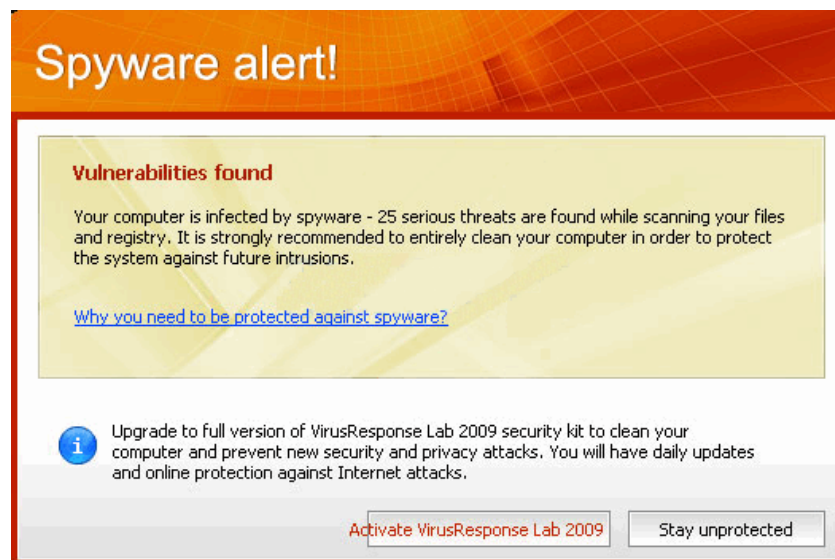 Spyware alert!
Vulnerabilities found
Your computer is infected by spyware - 25 serious threats are found while scanning your files
and registry. It is strongly recommended to entirely clean your computer in order to protect
the system against future intrusions.
Why you need to be protected against spyware?
Upgrade to full version of VirusResponse Lab 2009 security kit to clean your
computer and prevent new security and privacy attacks. You will have daily updates
and online protection against Internet attacks.
Activate VirusResponse Lab 2009 Stay unprotected